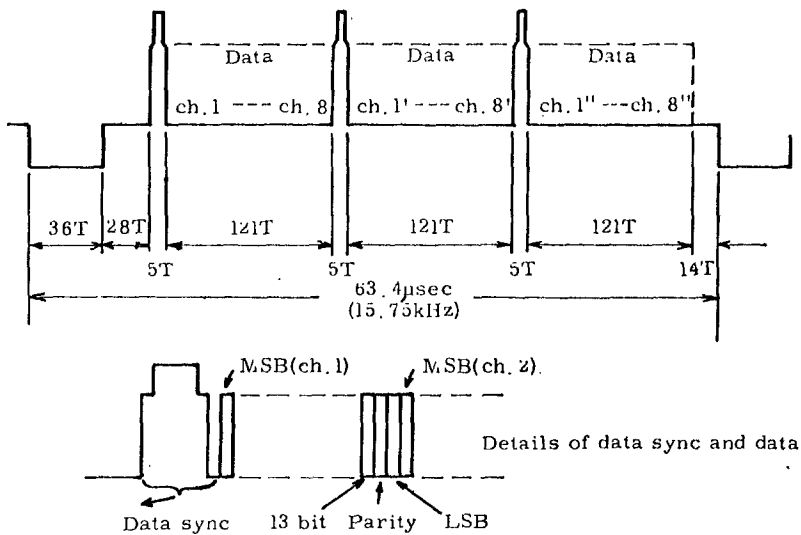 Data Data Data
ch.1 --- ch.8 ch.1' --- ch.8' ch.1'' --- ch.8''
36T 28T 121T 121T 121T
5T 5T 5T 14T
63.4μsec
(15.75kHz)
MSB(ch.1) MSB(ch.2).
Details of data sync and data
Data sync 13 bit Parity LSB